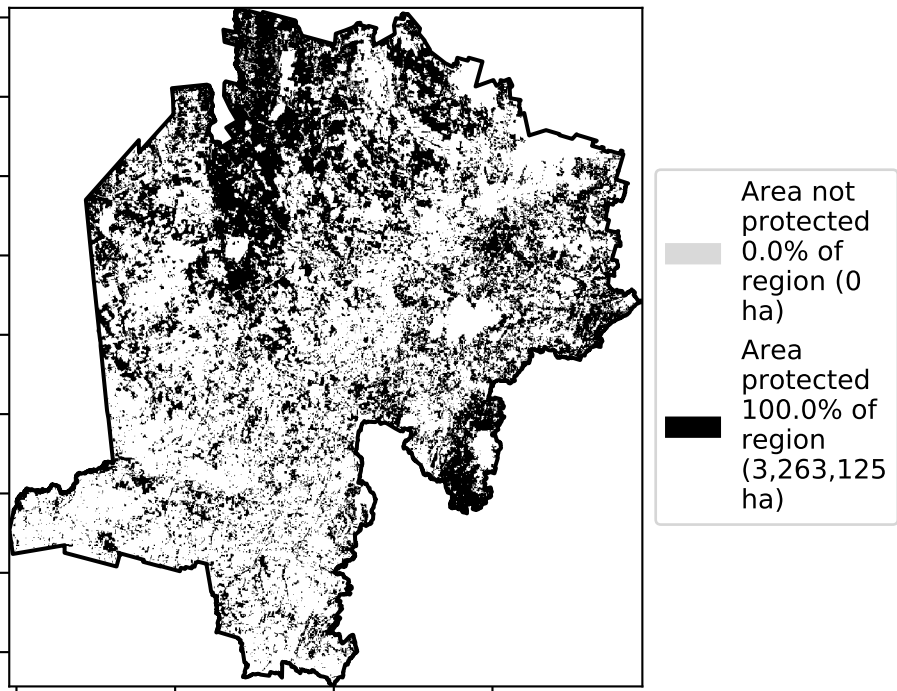 Area not
protected
0.0% of
region (0
ha)
Area
protected
100.0% of
region
(3,263,125
ha)